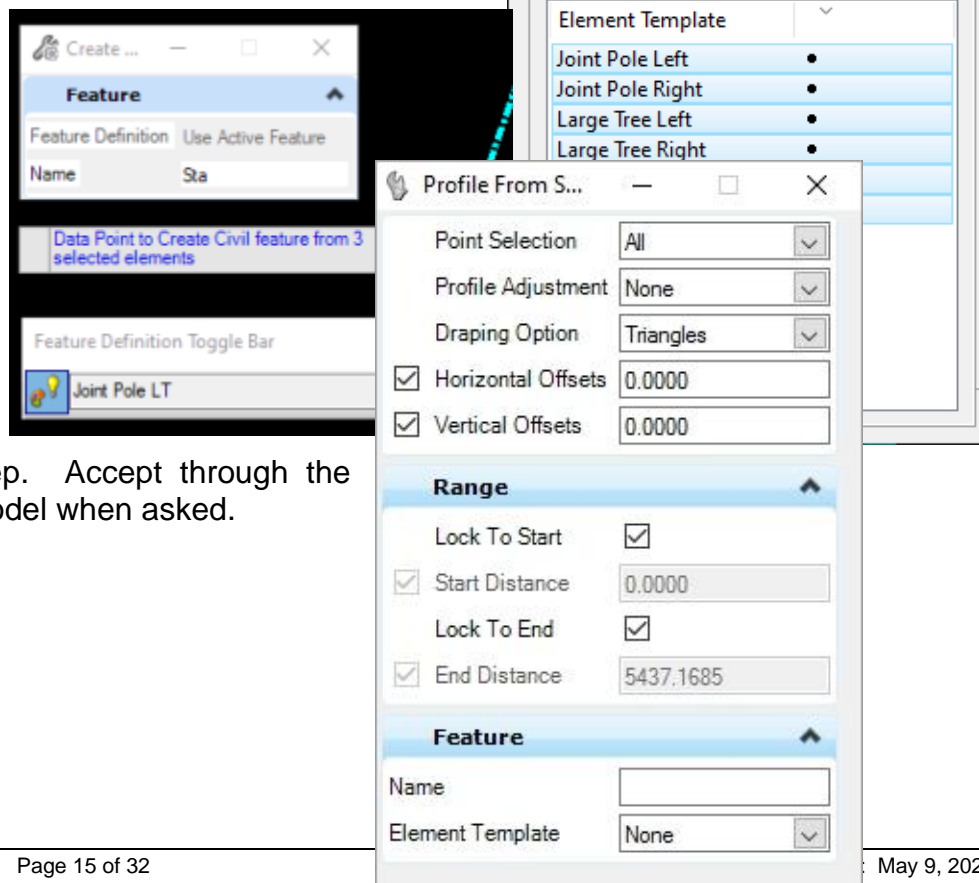 Create ...
Feature
Feature Definition Use Active Feature
Name Sta
Data Point to Create Civil feature from 3
selected elements
Feature Definition Toggle Bar
Joint Pole LT
Element Template
Joint Pole Left
Joint Pole Right
Large Tree Left
Large Tree Right
Profile From S...
Point Selection All
Profile Adjustment None
Draping Option Triangles
Horizontal Offsets 0.0000
Vertical Offsets 0.0000
Range
Lock To Start
Start Distance 0.0000
Lock To End
End Distance 5437.1685
Feature
Name
Element Template None
ep. Accept through the
odel when asked.
Page 15 of 32
: May 9, 202